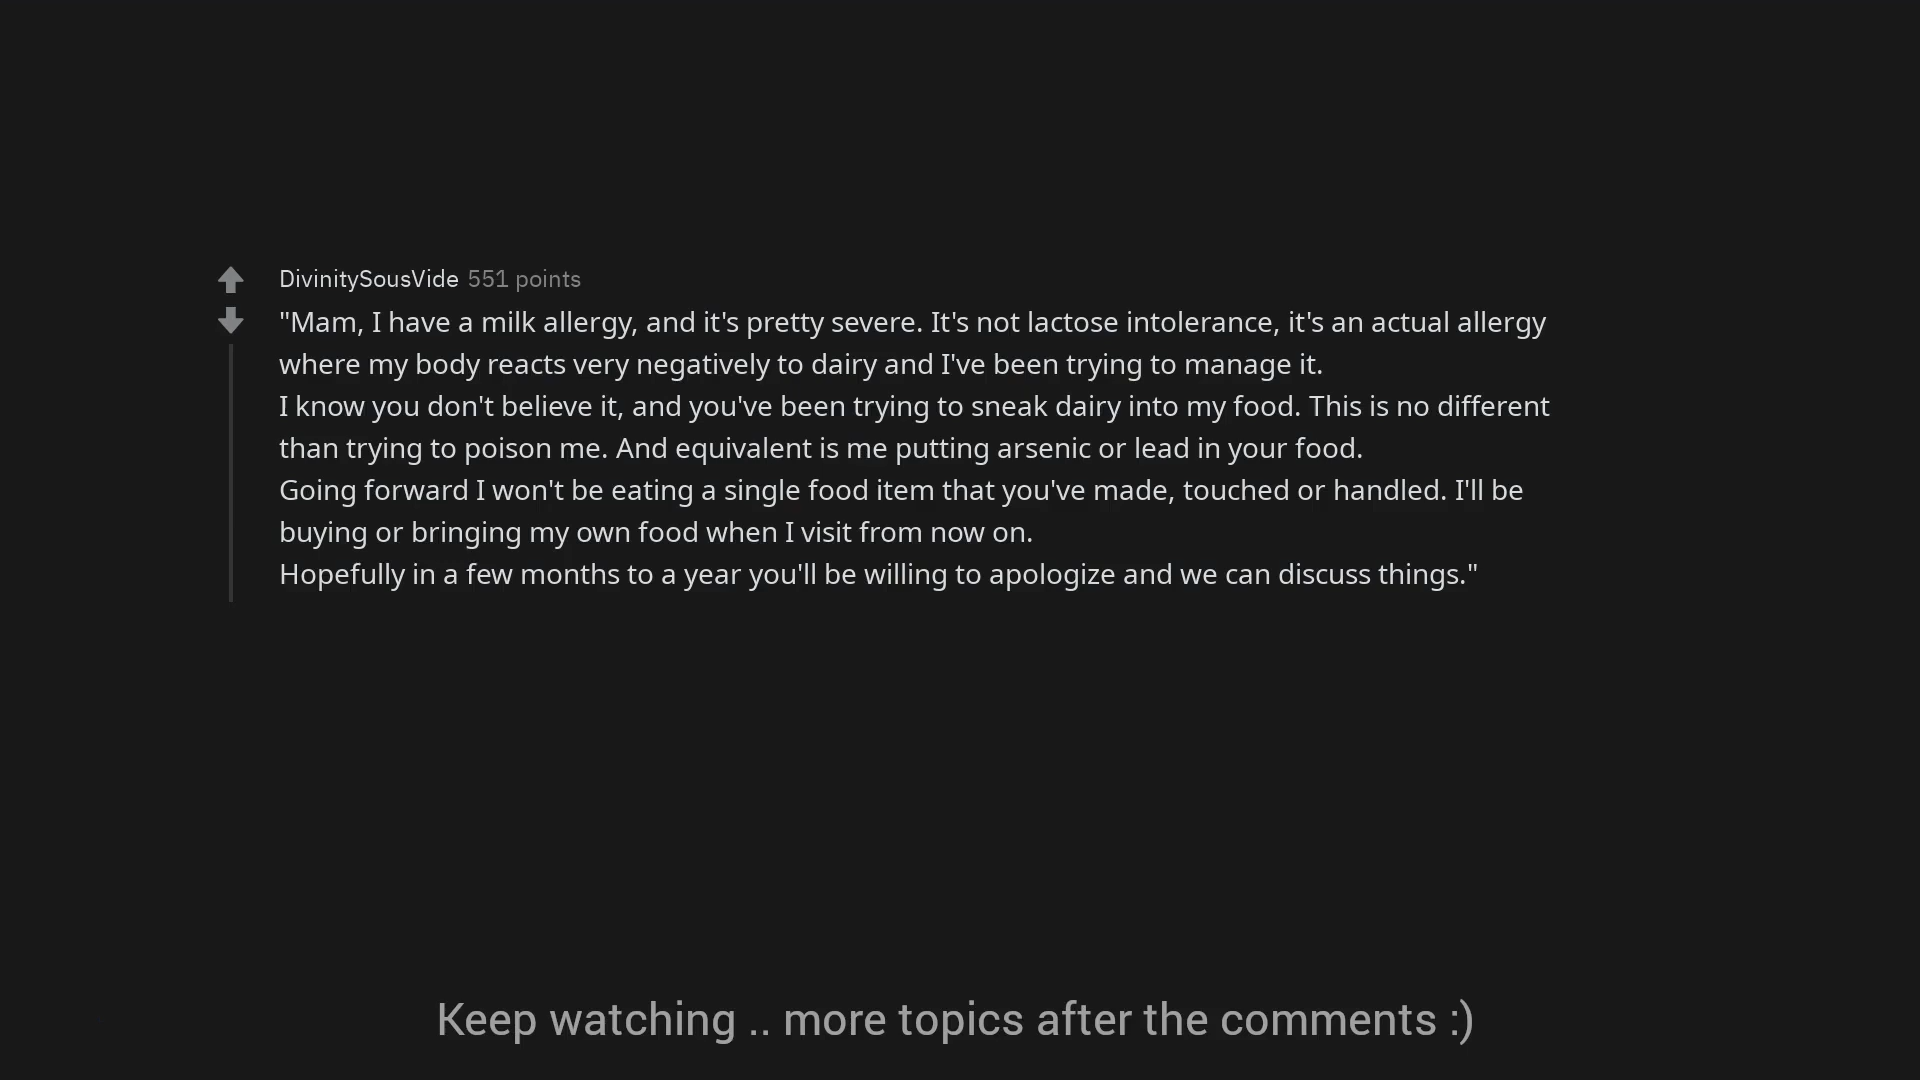 DivinitySousVide 551 points
"Mam, I have a milk allergy, and it's pretty severe. It's not lactose intolerance, it's an actual allergy
where my body reacts very negatively to dairy and I've been trying to manage it.
I know you don't believe it, and you've been trying to sneak dairy into my food. This is no different
than trying to poison me. And equivalent is me putting arsenic or lead in your food.
Going forward I won't be eating a single food item that you've made, touched or handled. I'll be
buying or bringing my own food when I visit from now on.
Hopefully in a few months to a year you'll be willing to apologize and we can discuss things."
Keep watching .. more topics after the comments :)